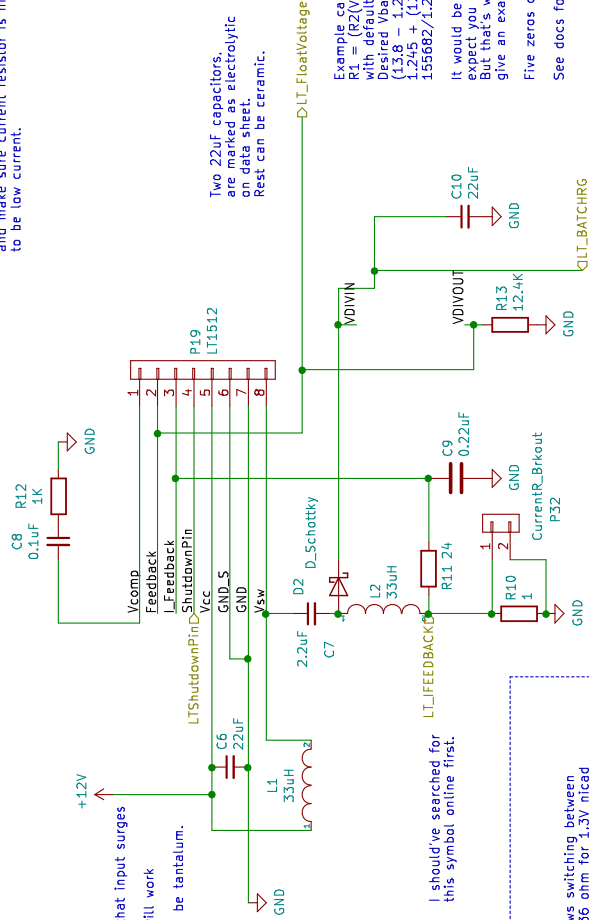 and make sure current resistor is
to be low current.
Two 22uF capacitors,
are marked as electrolytic
on data sheet.
Rest can be ceramic.
LT_FloatVoltage
Example ca
R1 = (R2(V
with default
Desired Vba
(13.8 - 1.2
1.245 + (1.
155682/1.2
It would be
expect you
But that's w
give an exa
Five zeros
See docs fo
R12
1K
GND
C8
0.1uF
P19
LT1512
1
2
3
4
5
6
7
8
Vcomp
Feedback
I_Feedback
ShutdownPin
Vcc
GND_S
GND
Vsw
LTShutdownPin
VDIVIN
VDIVOUT
C10
22uF
GND
LT_BATCHRG
R13
12.4K
GND
C9
0.22uF
GND
CurrentR_Brkout
P32
1
2
D_Schottky
D2
2.2uF
C7
L2
33uH
R11 24
R10
1
GND
LT_IFEEDBACK
C6
22uF
L1
33uH
1
2
+12V
GND
hat input surges
ill work
be tantalum.
I should've searched for
this symbol online first.
ws switching between
36 ohm for 1.3V nicad